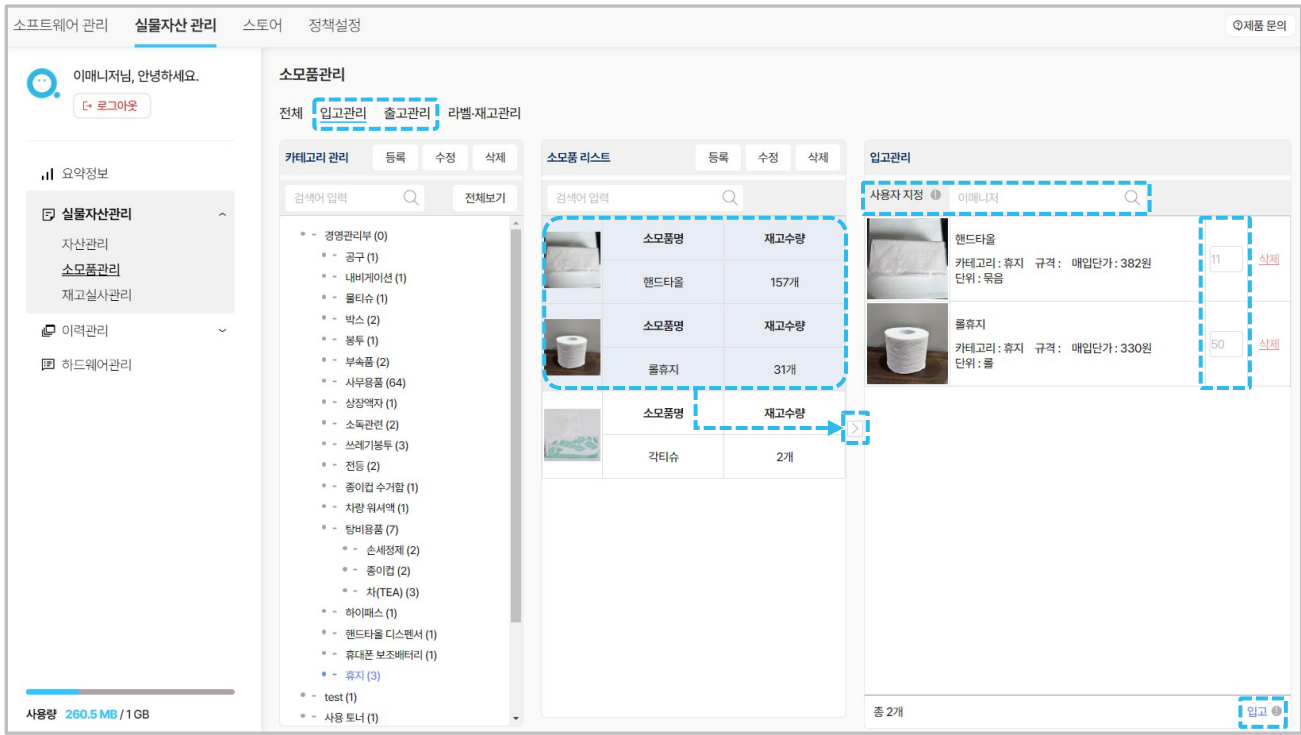 소프트웨어 관리 실물자산 관리 스토어 정책설정 제품 문의
이매니저님, 안녕하세요.
로그아웃
요약정보
실물자산관리
자산관리
소모품관리
재고실사관리
이력관리
하드웨어관리
사용량 260.5 MB / 1 GB
소모품관리
전체 입고관리 출고관리 라벨·재고관리
카테고리 관리 등록 수정 삭제
검색어 입력 전체보기
경영관리부 (0)
공구 (1)
내비게이션 (1)
물티슈 (1)
박스 (2)
봉투 (1)
부속품 (2)
사무용품 (64)
상장액자 (1)
소독관련 (2)
쓰레기봉투 (3)
전등 (2)
종이컵 수거함 (1)
차량 워셔액 (1)
탕비용품 (7)
손세정제 (2)
종이컵 (2)
차(TEA) (3)
하이패스 (1)
핸드타올 디스펜서 (1)
휴대폰 보조배터리 (1)
휴지 (3)
test (1)
사용 토너 (1)
소모품 리스트 등록 수정 삭제
검색어 입력
소모품명 재고수량
핸드타올 157개
소모품명 재고수량
롤휴지 31개
소모품명 재고수량
각티슈 2개
입고관리
사용자 지정 이매니저
핸드타올
카테고리 : 휴지 규격 : 매입단가 : 382원
단위 : 묶음
11 삭제
롤휴지
카테고리 : 휴지 규격 : 매입단가 : 330원
단위 : 롤
50 삭제
총 2개 입고